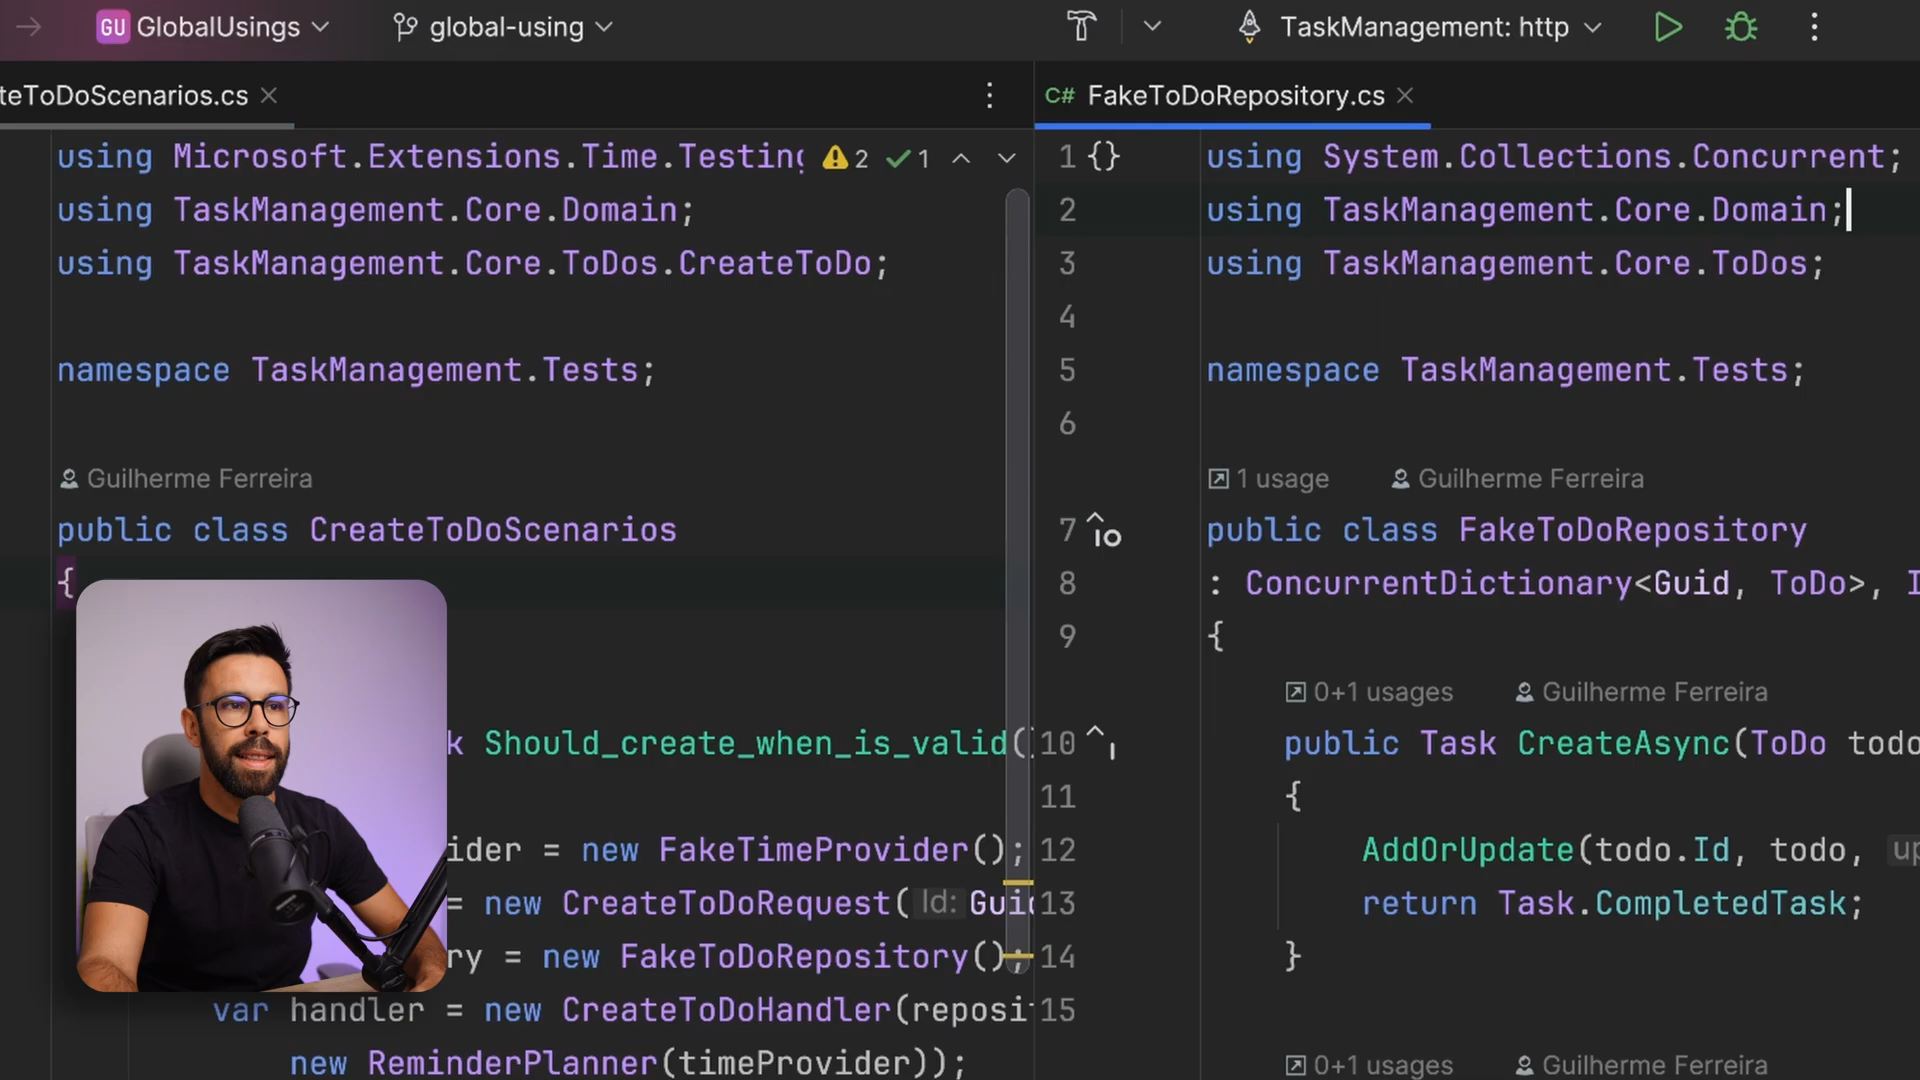 GU GlobalUsings
global-using
TaskManagement: http
teToDoScenarios.cs
using Microsoft.Extensions.Time.Testing
2
1
using TaskManagement.Core.Domain;
using TaskManagement.Core.ToDos.CreateToDo;
namespace TaskManagement.Tests;
Guilherme Ferreira
public class CreateToDoScenarios
{
k Should_create_when_is_valid(
ider = new FakeTimeProvider();
= new CreateToDoRequest( Id: Guid
ry = new FakeToDoRepository();
var handler = new CreateToDoHandler(reposit
new ReminderPlanner(timeProvider));
C# FakeToDoRepository.cs
1 {} using System.Collections.Concurrent;
2 using TaskManagement.Core.Domain;
3 using TaskManagement.Core.ToDos;
4
5 namespace TaskManagement.Tests;
6
1 usage Guilherme Ferreira
7 public class FakeToDoRepository
8 : ConcurrentDictionary<Guid, ToDo>, I
9 {
0+1 usages Guilherme Ferreira
10 public Task CreateAsync(ToDo todo
11 {
12 AddOrUpdate(todo.Id, todo, up
13 return Task.CompletedTask;
14 }
15
0+1 usages Guilherme Ferreira